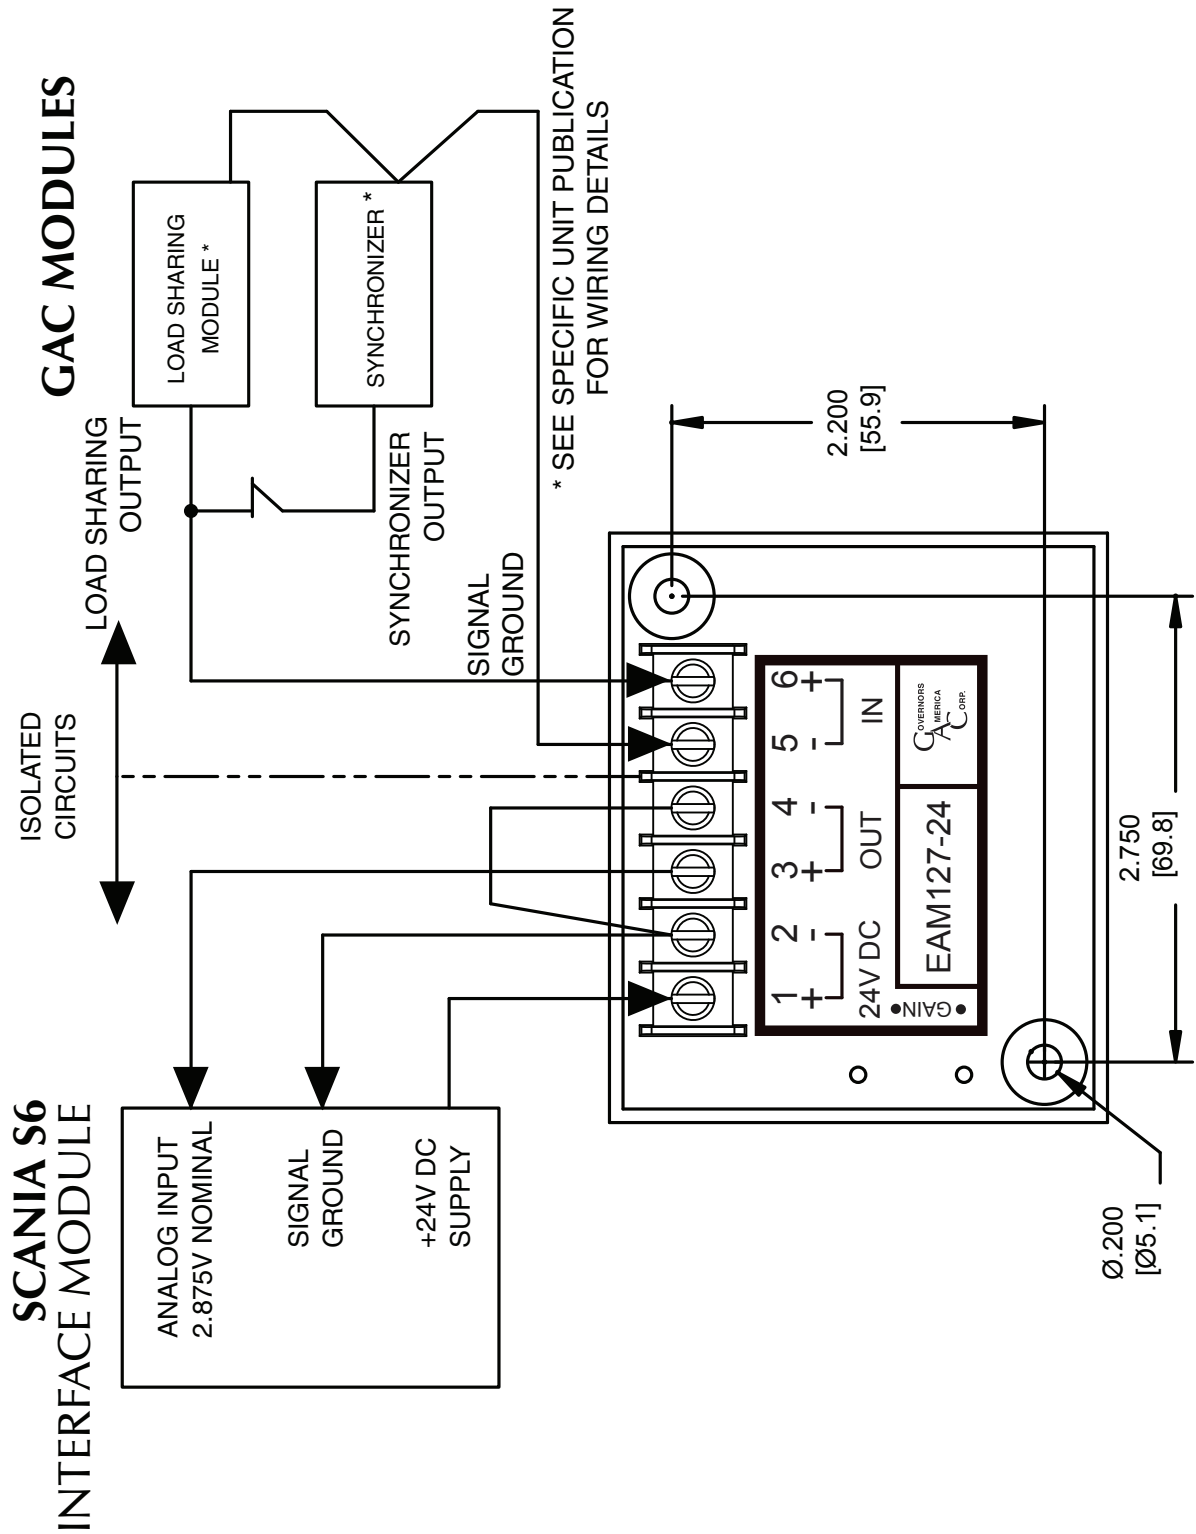 SCANIA S6
INTERFACE MODULE
ANALOG INPUT
2.875V NOMINAL
SIGNAL
GROUND
+24V DC
SUPPLY
ISOLATED
CIRCUITS
GAC MODULES
LOAD SHARING
OUTPUT
LOAD SHARING
MODULE *
SYNCHRONIZER *
SYNCHRONIZER
OUTPUT
SIGNAL
GROUND
* SEE SPECIFIC UNIT PUBLICATION
FOR WIRING DETAILS
1 2 3 4 5 6
+ - + - - +
24V DC OUT IN
GAIN
EAM127-24
GOVERNORS
AMERICA
CORP.
2.200
[55.9]
2.750
[69.8]
Ø.200
[Ø5.1]